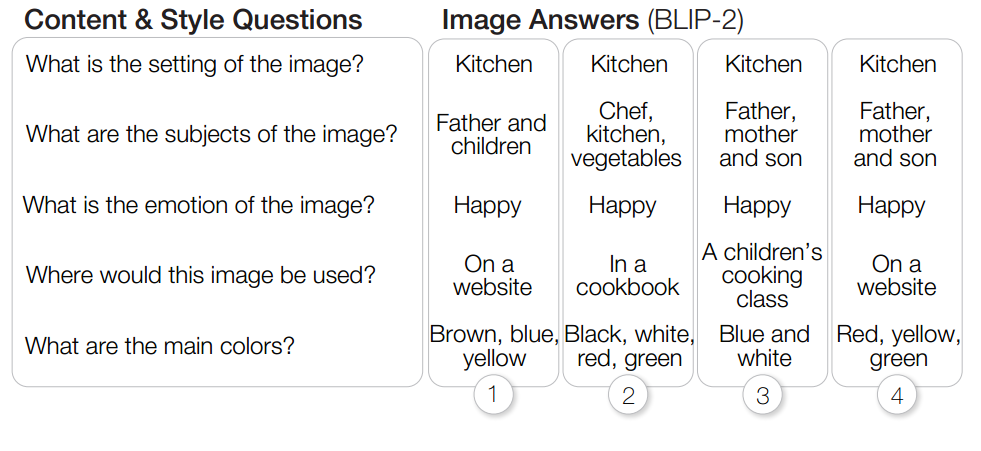 Content & Style Questions
Image Answers (BLIP-2)
What is the setting of the image?
Kitchen
Kitchen
Kitchen
Kitchen
What are the subjects of the image?
Father and
children
Chef,
kitchen,
vegetables
Father,
mother
and son
Father,
mother
and son
What is the emotion of the image?
Happy
Happy
Happy
Happy
Where would this image be used?
On a
website
In a
cookbook
A children’s
cooking
class
On a
website
What are the main colors?
Brown, blue,
yellow
Black, white,
red, green
Blue and
white
Red, yellow,
green
1
2
3
4